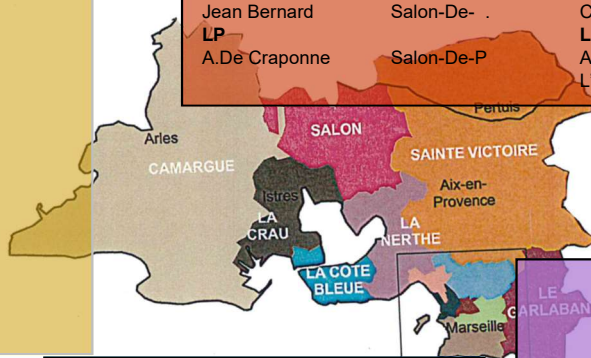 Jean Bernard Salon-De- . C
LP L
A.De Craponne Salon-De-P A
L
Pertuis
SALON
Arles
SAINTE VICTOIRE
CAMARGUE
Aix-en-
Provence
Istres
LA
CRAU
LA
NERTHE
LA COTE
BLEUE
LE
GARLABAN
Marseille